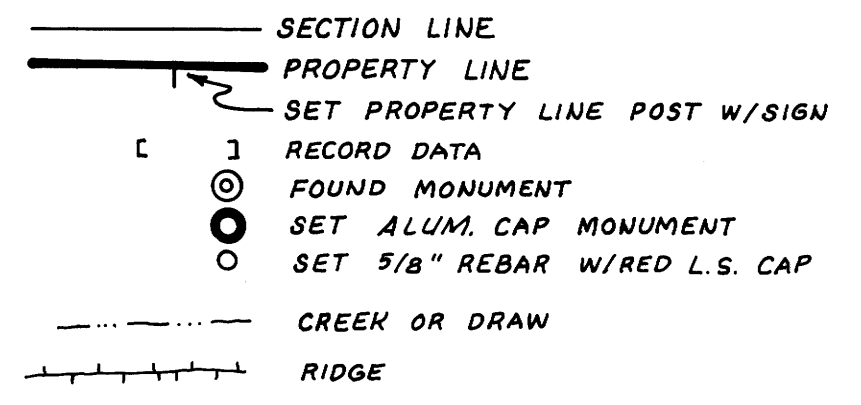 SECTION LINE
PROPERTY LINE
SET PROPERTY LINE POST W/SIGN
[ ] RECORD DATA
FOUND MONUMENT
SET ALUM. CAP MONUMENT
SET 5/8" REBAR W/RED L.S. CAP
CREEK OR DRAW
RIDGE